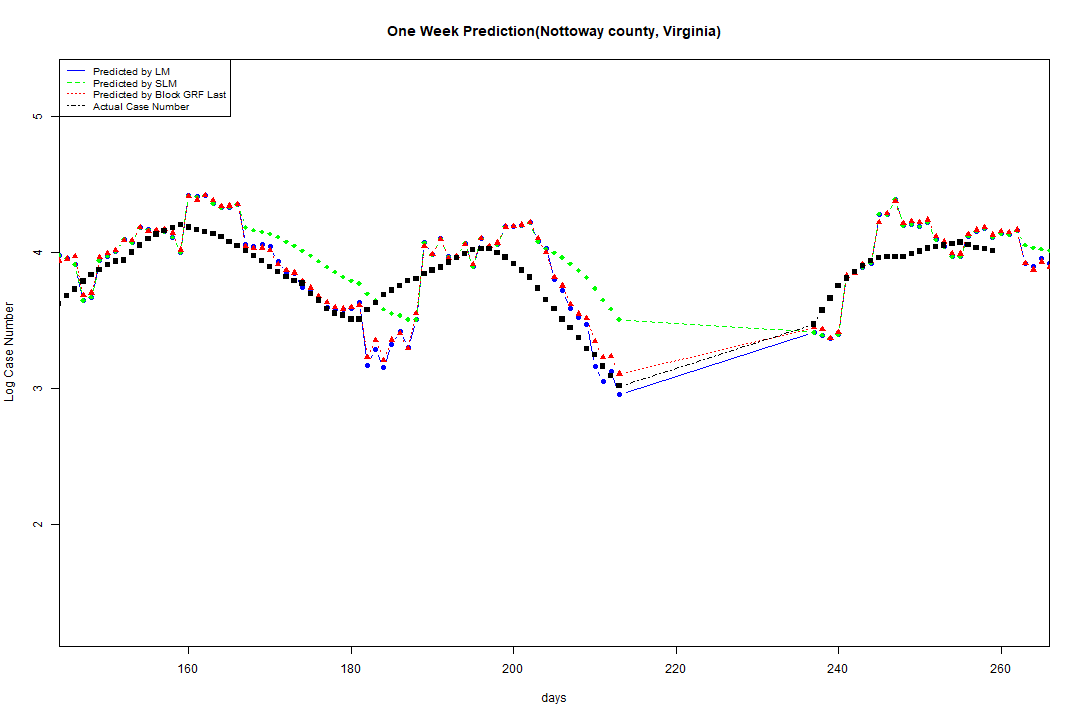 One Week Prediction(Nottoway county, Virginia)
Predicted by LM
Predicted by SLM
Predicted by Block GRF Last
Actual Case Number
5
4
3
2
Log Case Number
160 180 200 220 240 260
days